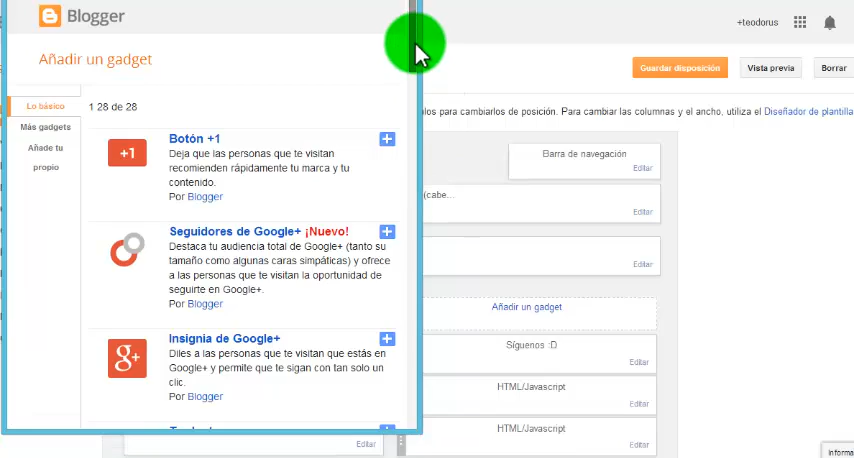 Blogger
+teodorus
Añadir un gadget
Guardar disposición
Vista previa
Borrar
Lo básico
Más gadgets
Añade tu
propio
1 28 de 28
alos para cambiarlos de posición. Para cambiar las columnas y el ancho, utiliza el Diseñador de plantilla
+1
Botón +1
Deja que las personas que te visitan
recomienden rápidamente tu marca y tu
contenido.
Por Blogger
Seguidores de Google+ ¡Nuevo!
Destaca tu audiencia total de Google+ (tanto su
tamaño como algunas caras simpáticas) y ofrece
a las personas que te visitan la oportunidad de
seguirte en Google+.
Por Blogger
g+
Insignia de Google+
Diles a las personas que te visitan que estás en
Google+ y permite que te sigan con tan solo un
clic.
Por Blogger
Barra de navegación
Editar
(cabe...
Editar
Editar
Añadir un gadget
Síguenos :D
Editar
HTML/Javascript
Editar
HTML/Javascript
Editar
Editar
Informa